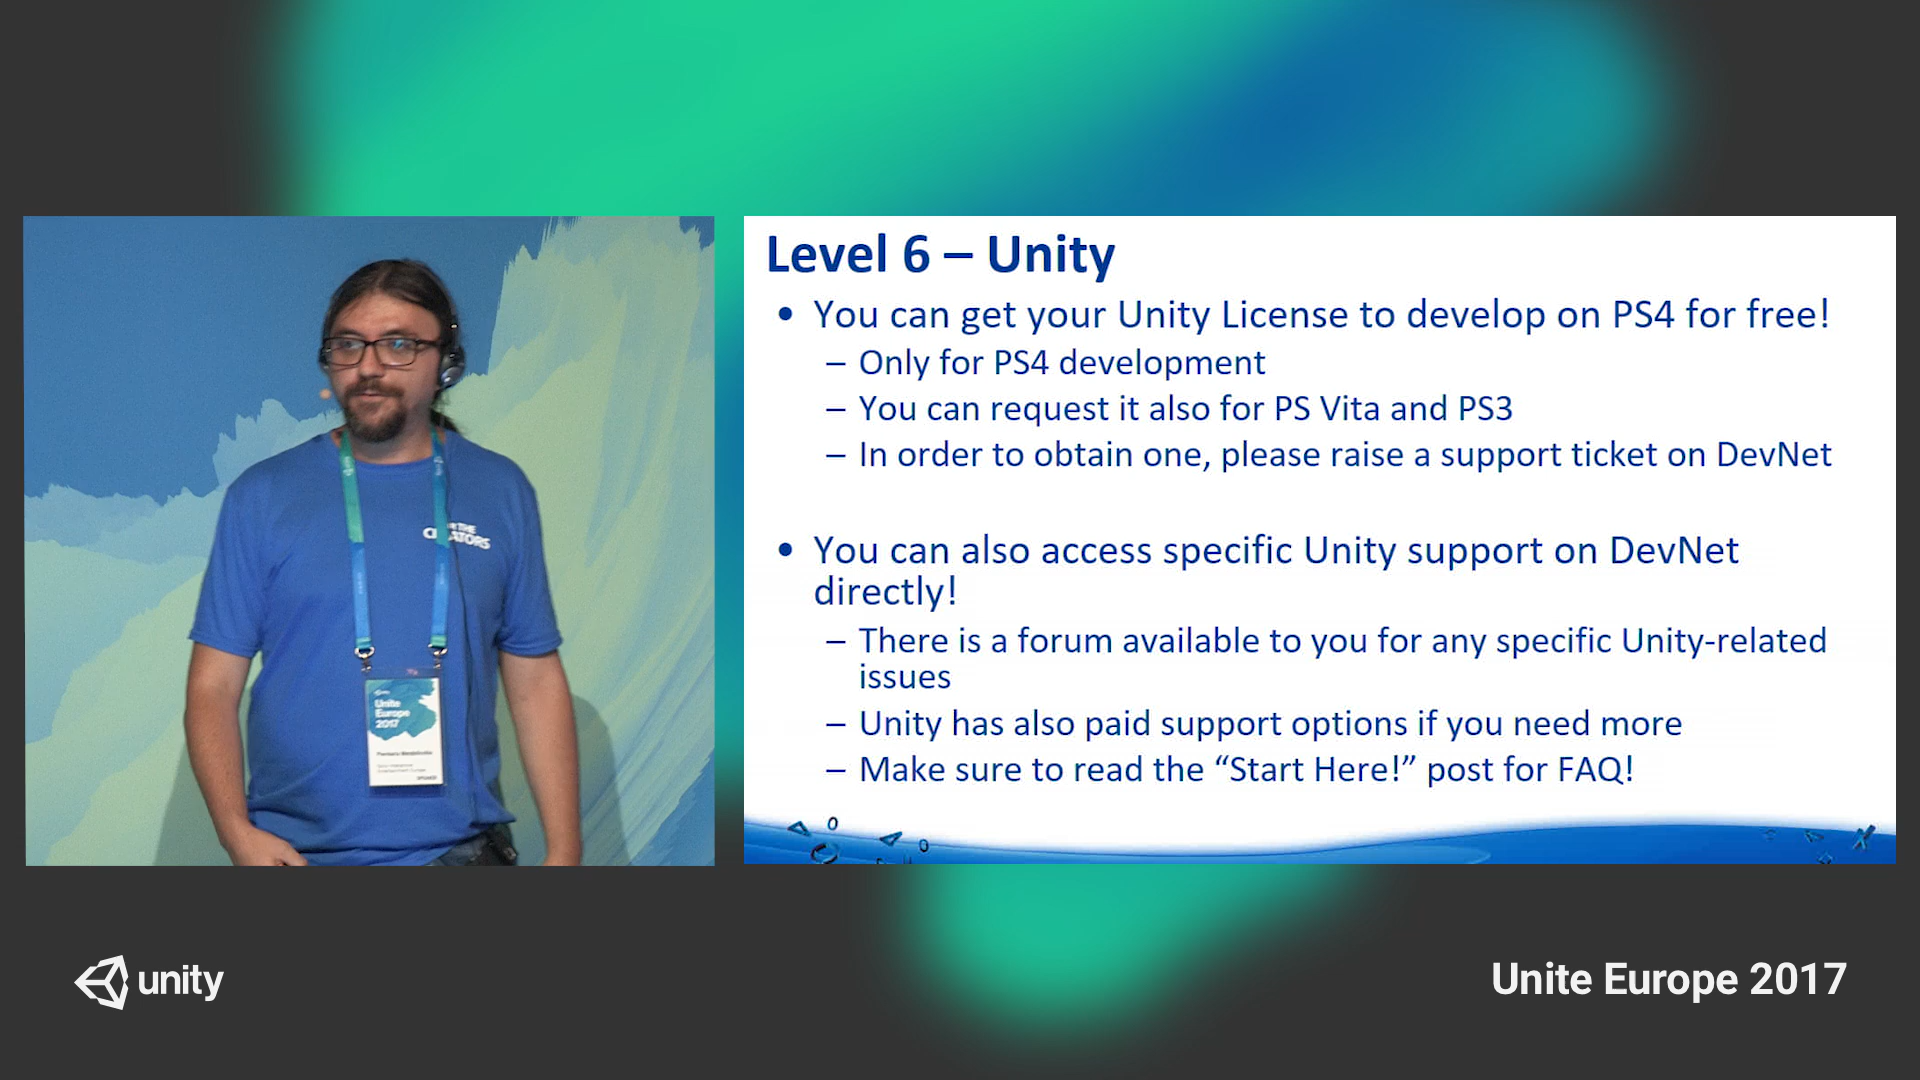 Level 6 – Unity
• You can get your Unity License to develop on PS4 for free!
– Only for PS4 development
– You can request it also for PS Vita and PS3
– In order to obtain one, please raise a support ticket on DevNet
• You can also access specific Unity support on DevNet
directly!
– There is a forum available to you for any specific Unity-related
issues
– Unity has also paid support options if you need more
– Make sure to read the “Start Here!” post for FAQ!
THE
Unite
Europe
2017
unity
Unite Europe 2017